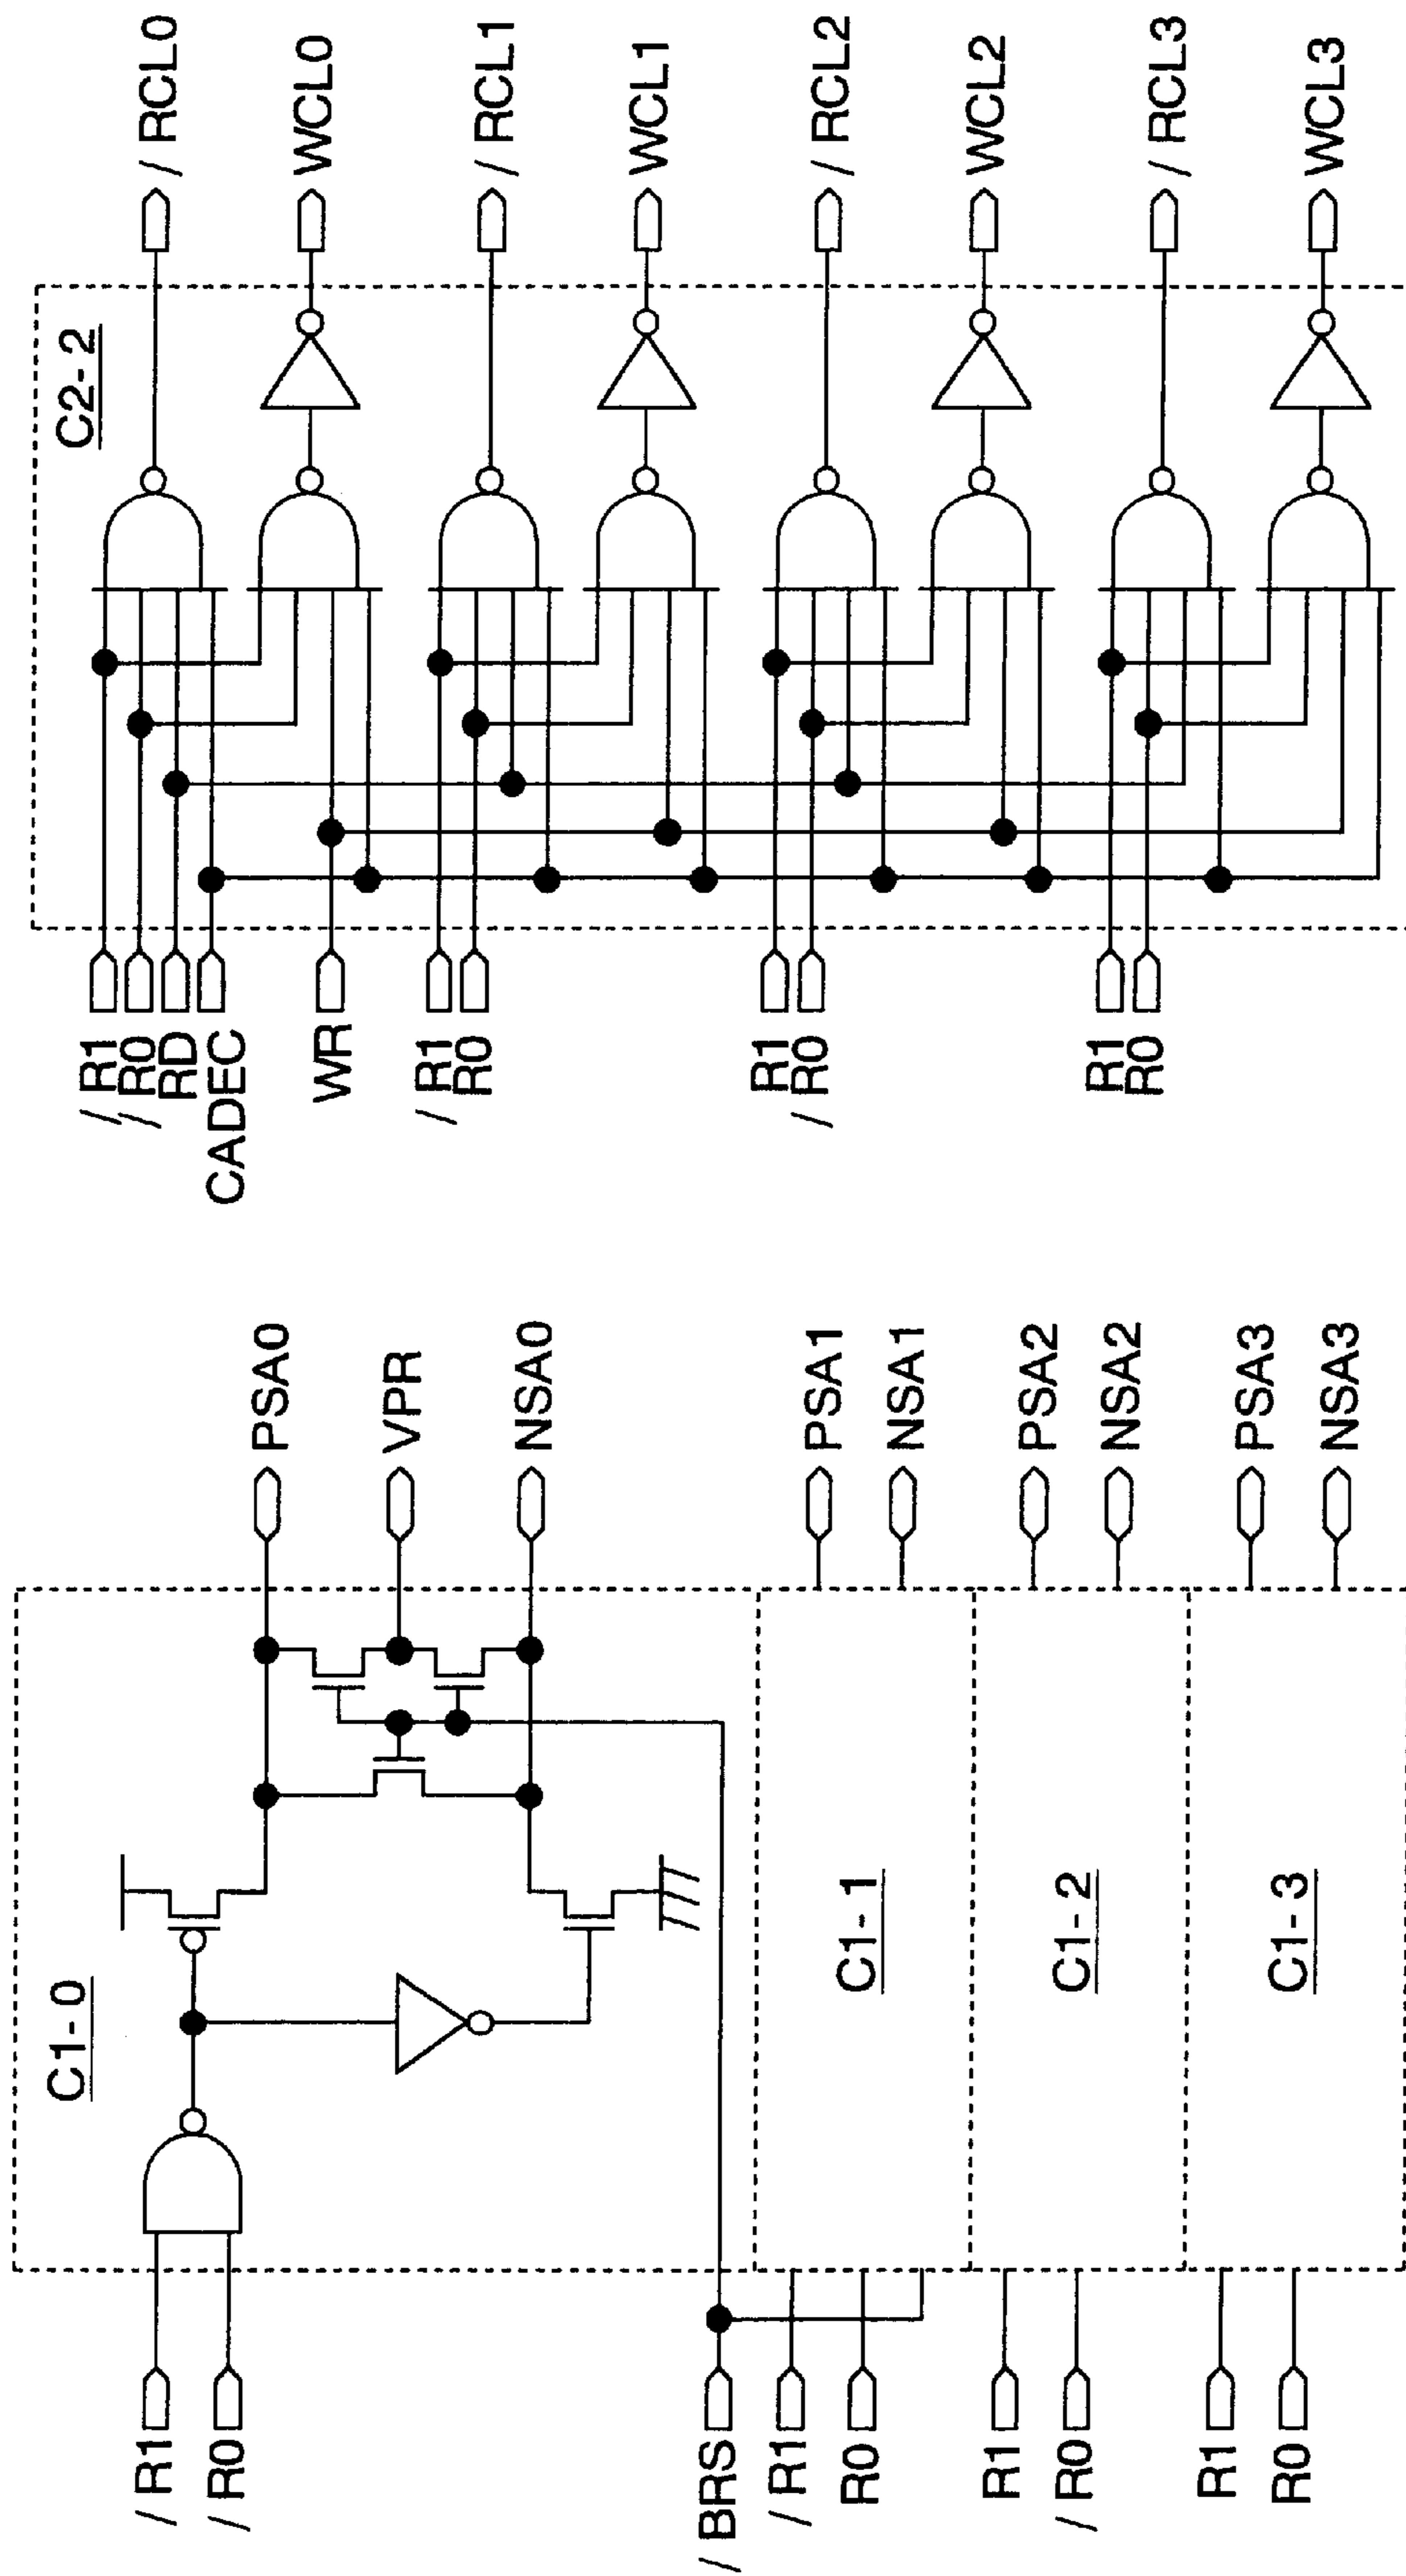 C2-2
/R1
/R0
RD
CADEC
WR
/R1
R0
R1
/R0
R1
R0
/RCL0
WCL0
/RCL1
WCL1
/RCL2
WCL2
/RCL3
WCL3
C1-0
/R1
/R0
/BRS
/R1
R0
R1
/R0
R1
R0
C1-1
C1-2
C1-3
PSA0
VPR
NSA0
PSA1
NSA1
PSA2
NSA2
PSA3
NSA3